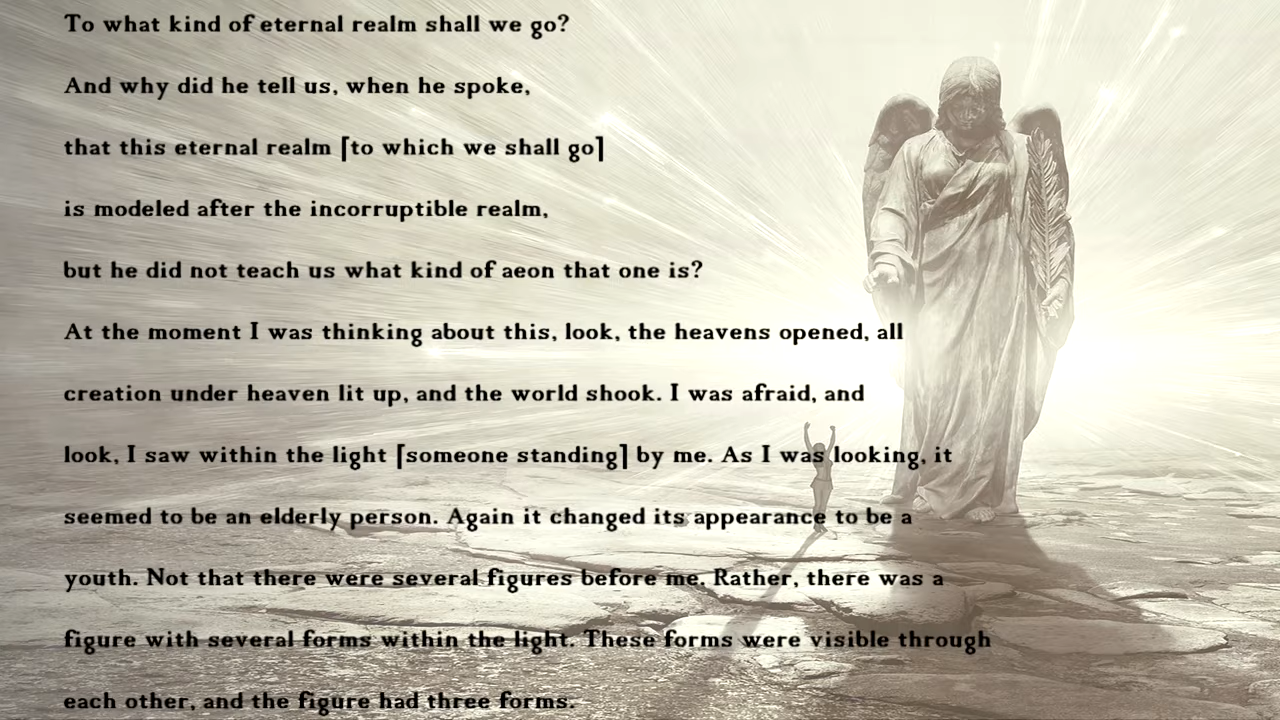 To what kind of eternal realm shall we go?
And why did he tell us, when he spoke,
that this eternal realm [to which we shall go]
is modeled after the incorruptible realm,
but he did not teach us what kind of aeon that one is?
At the moment I was thinking about this, look, the heavens opened, all
creation under heaven lit up, and the world shook. I was afraid, and
look, I saw within the light [someone standing] by me. As I was looking, it
seemed to be an elderly person. Again it changed its appearance to be a
youth. Not that there were several figures before me. Rather, there was a
figure with several forms within the light. These forms were visible through
each other, and the figure had three forms.